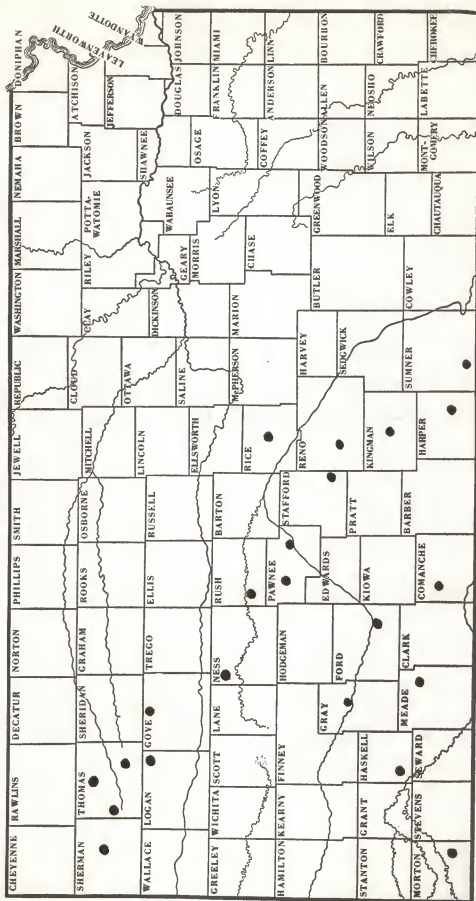 CHEYENNE
RAWLINS
DECATUR
NORTON
PHILLIPS
SMITH
JEWELL
REPUBLIC
WASHINGTON
MARSHALL
NEMAHA
BROWN
DONIPHAN
SHERMAN
THOMAS
SHERIDAN
GRAHAM
ROOKS
OSBORNE
MITCHELL
CLOUD
CLAY
RILEY
POTTA-
WATOMIE
JACKSON
ATCHISON
JEFFERSON
LEAVENWORTH
WYANDOTTE
LINCOLN
OTTAWA
WALLACE
LOGAN
GOVE
TREGO
ELLIS
RUSSELL
ELLSWORTH
SALINE
DICKINSON
GEARY
MORRIS
WABAUNSEE
SHAWNEE
OSAGE
DOUGLAS
JOHNSON
FRANKLIN
MIAMI
GREELEY
WICHITA
SCOTT
LANE
NESS
RUSH
BARTON
RICE
McPHERSON
MARION
CHASE
LYON
COFFEY
ANDERSON
LINN
HAMILTON
KEARNY
FINNEY
HODGEMAN
PAWNEE
STAFFORD
RENO
HARVEY
BUTLER
GREENWOOD
WOODSON
ALLEN
BOURBON
STANTON
GRANT
HASKELL
GRAY
FORD
EDWARDS
KIOWA
PRATT
KINGMAN
SEDGWICK
ELK
WILSON
NEOSHO
CRAWFORD
MORTON
STEVENS
SEWARD
MEADE
CLARK
COMANCHE
BARBER
HARPER
SUMNER
COWLEY
CHAUTAUQUA
MONT-
GOMERY
LABETTE
CHEROKEE